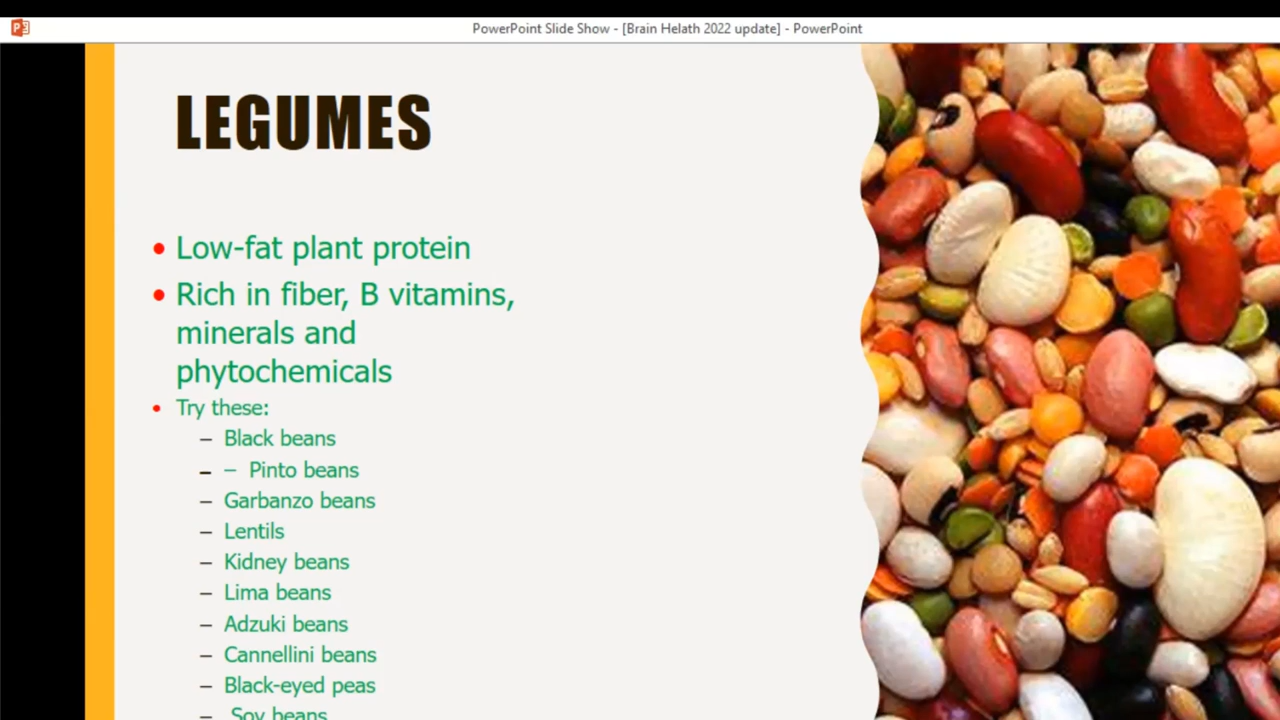 PowerPoint Slide Show - [Brain Helath 2022 update] - PowerPoint
LEGUMES
• Low-fat plant protein
• Rich in fiber, B vitamins,
minerals and
phytochemicals
• Try these:
– Black beans
– – Pinto beans
– Garbanzo beans
– Lentils
– Kidney beans
– Lima beans
– Adzuki beans
– Cannellini beans
– Black-eyed peas
– Soy beans